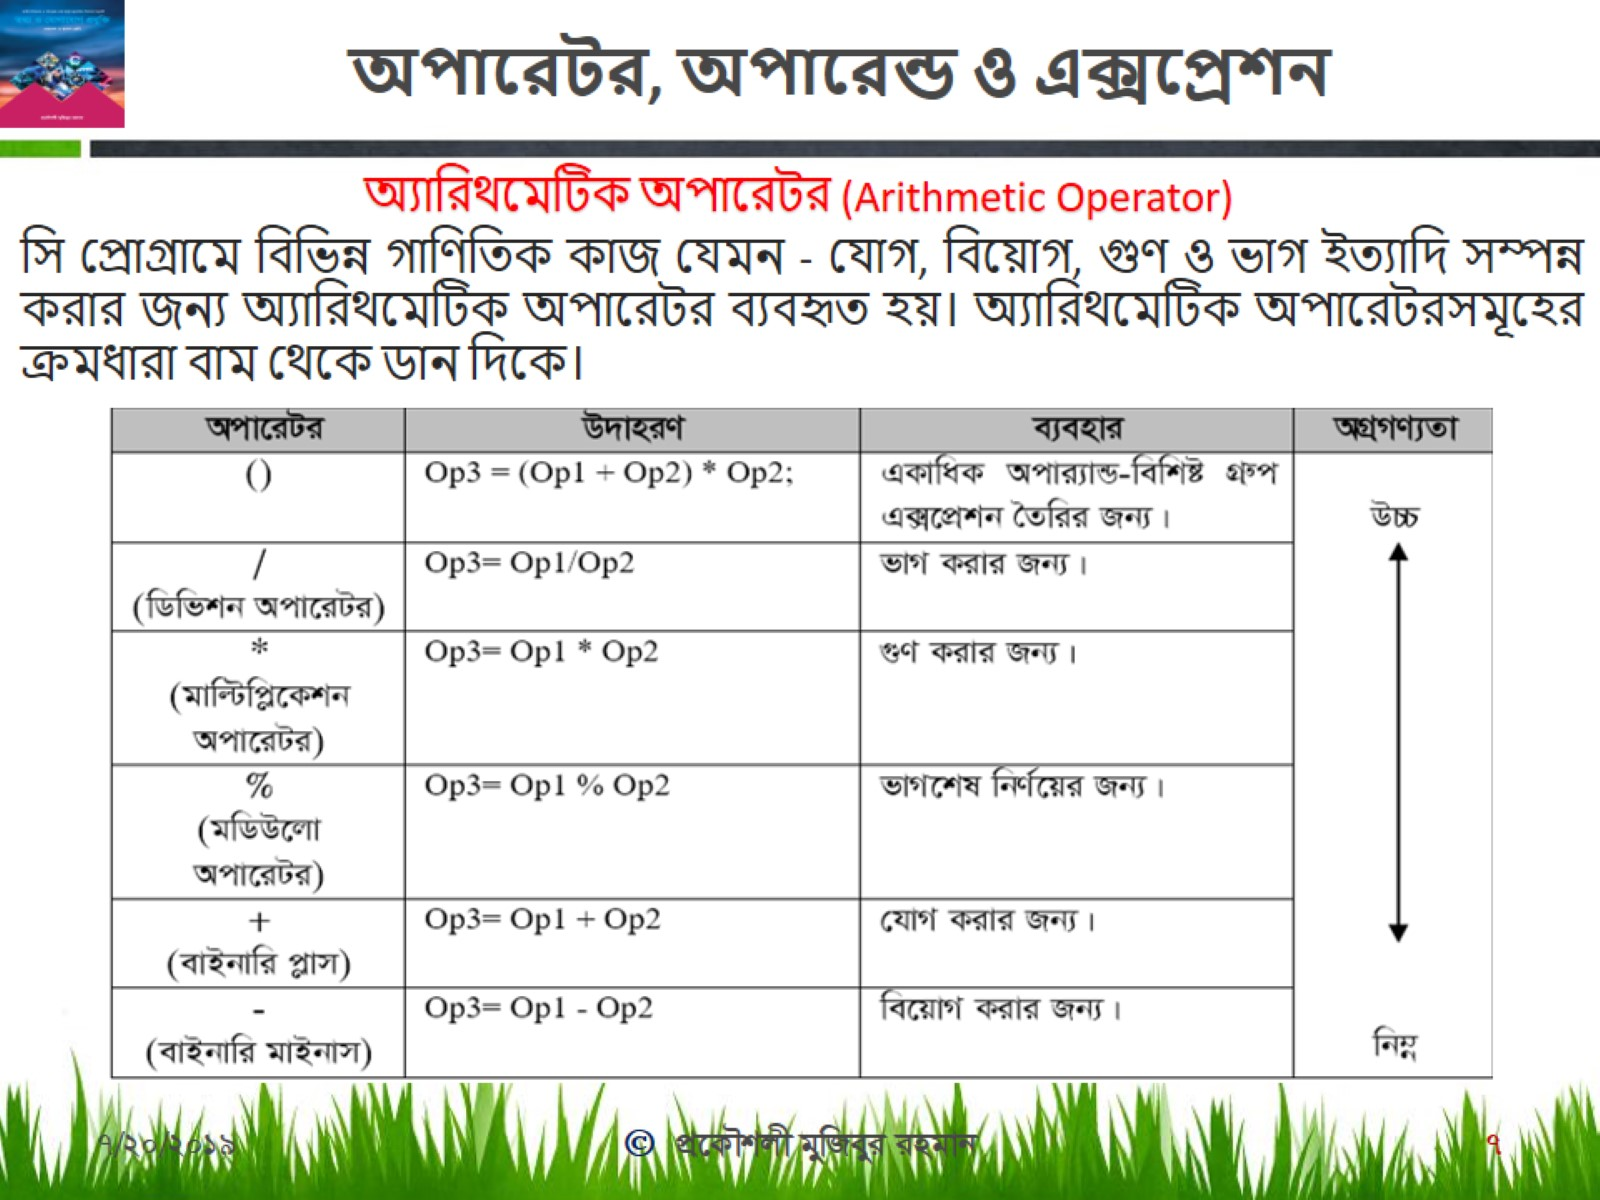 অপারেটর, অপারেন্ড ও এক্সপ্রেশন
অ্যারিথমেটিক অপারেটর (Arithmetic Operator)
সি প্রোগ্রামে বিভিন্ন গাণিতিক কাজ যেমন - যোগ, বিয়োগ, গুণ ও ভাগ ইত্যাদি সম্পন্ন
করার জন্য অ্যারিথমেটিক অপারেটর ব্যবহৃত হয়। অ্যারিথমেটিক অপারেটরসমূহের
ক্রমধারা বাম থেকে ডান দিকে।
অপারেটর উদাহরণ ব্যবহার অগ্রগণ্যতা
() Op3 = (Op1 + Op2) * Op2; একাধিক অপার‍্যান্ড-বিশিষ্ট গ্রুপ
এক্সপ্রেশন তৈরির জন্য। উচ্চ
/ Op3= Op1/Op2 ভাগ করার জন্য।
(ডিভিশন অপারেটর)
* Op3= Op1 * Op2 গুণ করার জন্য।
(মাল্টিপ্লিকেশন
অপারেটর)
% Op3= Op1 % Op2 ভাগশেষ নির্ণয়ের জন্য।
(মডিউলো
অপারেটর)
+ Op3= Op1 + Op2 যোগ করার জন্য।
(বাইনারি প্লাস)
- Op3= Op1 - Op2 বিয়োগ করার জন্য।
(বাইনারি মাইনাস) নিম্ন
৭/২০/২০১৯ © প্রকৌশলী মুজিবুর রহমান ৭